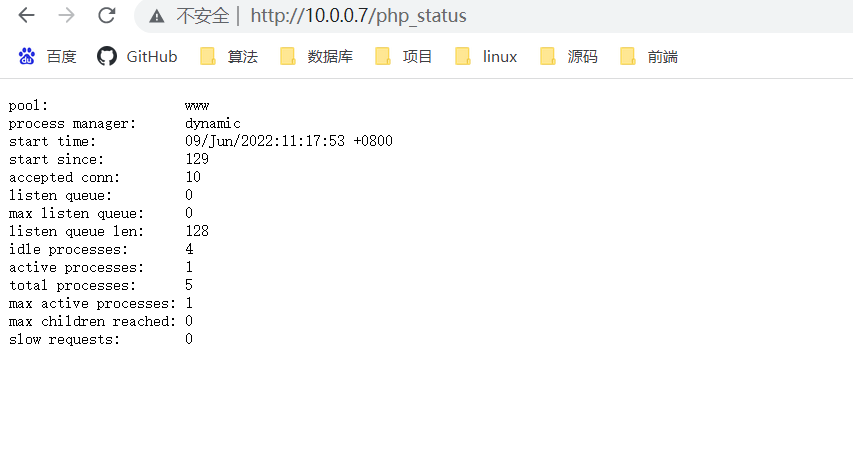 不安全 | http://10.0.0.7/php_status
百度 GitHub 算法 数据库 项目 linux 源码 前端
pool: www
process manager: dynamic
start time: 09/Jun/2022:11:17:53 +0800
start since: 129
accepted conn: 10
listen queue: 0
max listen queue: 0
listen queue len: 128
idle processes: 4
active processes: 1
total processes: 5
max active processes: 1
max children reached: 0
slow requests: 0